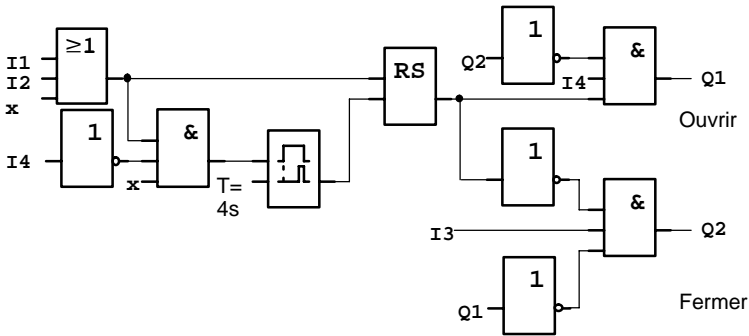 I1
I2
x
≥1
I4
1
&
x
T=
4s
RS
Q2
1
I4
&
Q1
Ouvrir
1
I3
&
Q2
Q1
1
Fermer